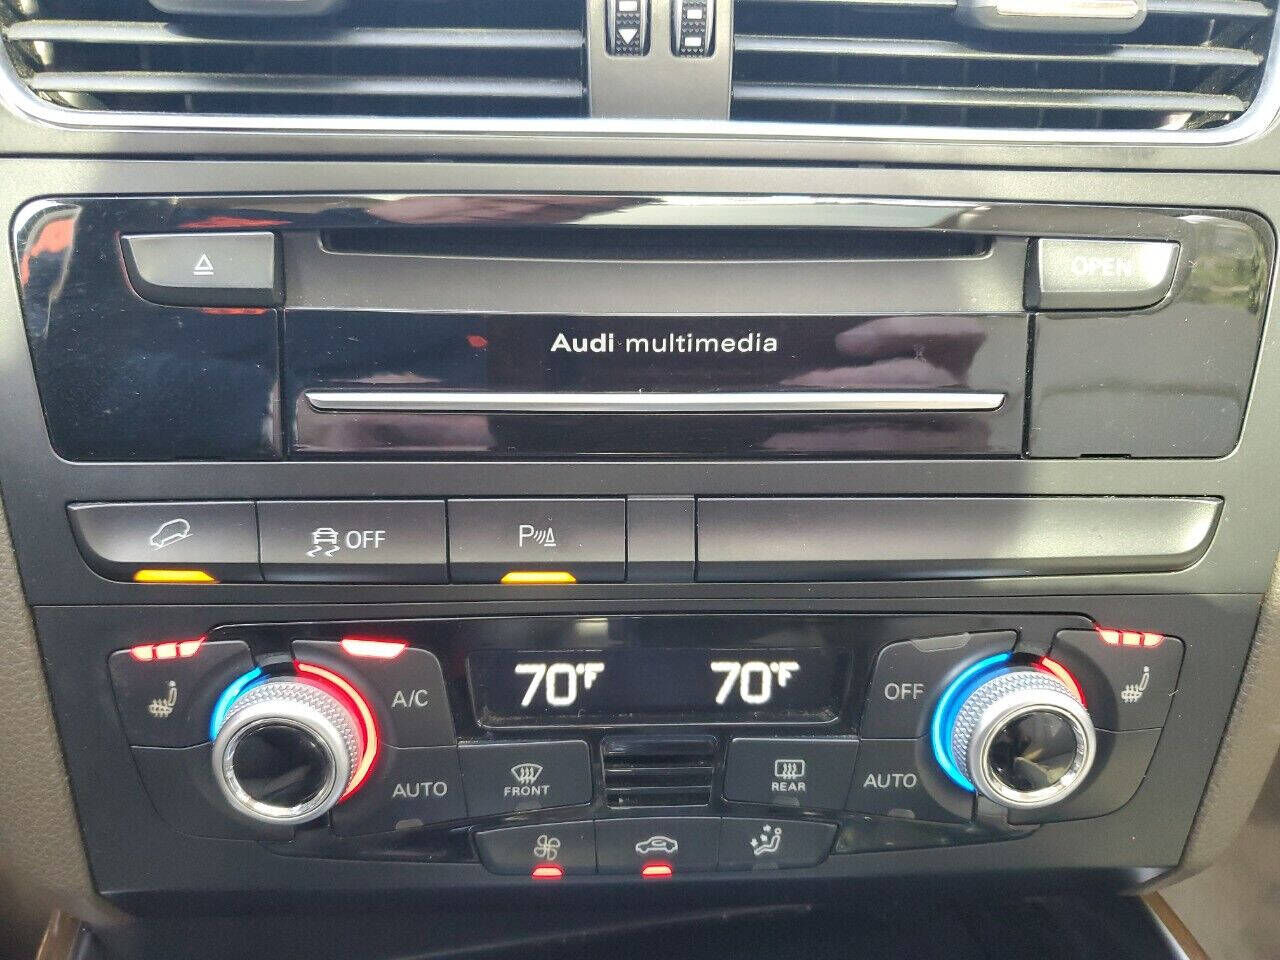 OPEN
Audi multimedia
OFF
P
70°F 70°F
A/C
OFF
AUTO
FRONT
REAR
AUTO